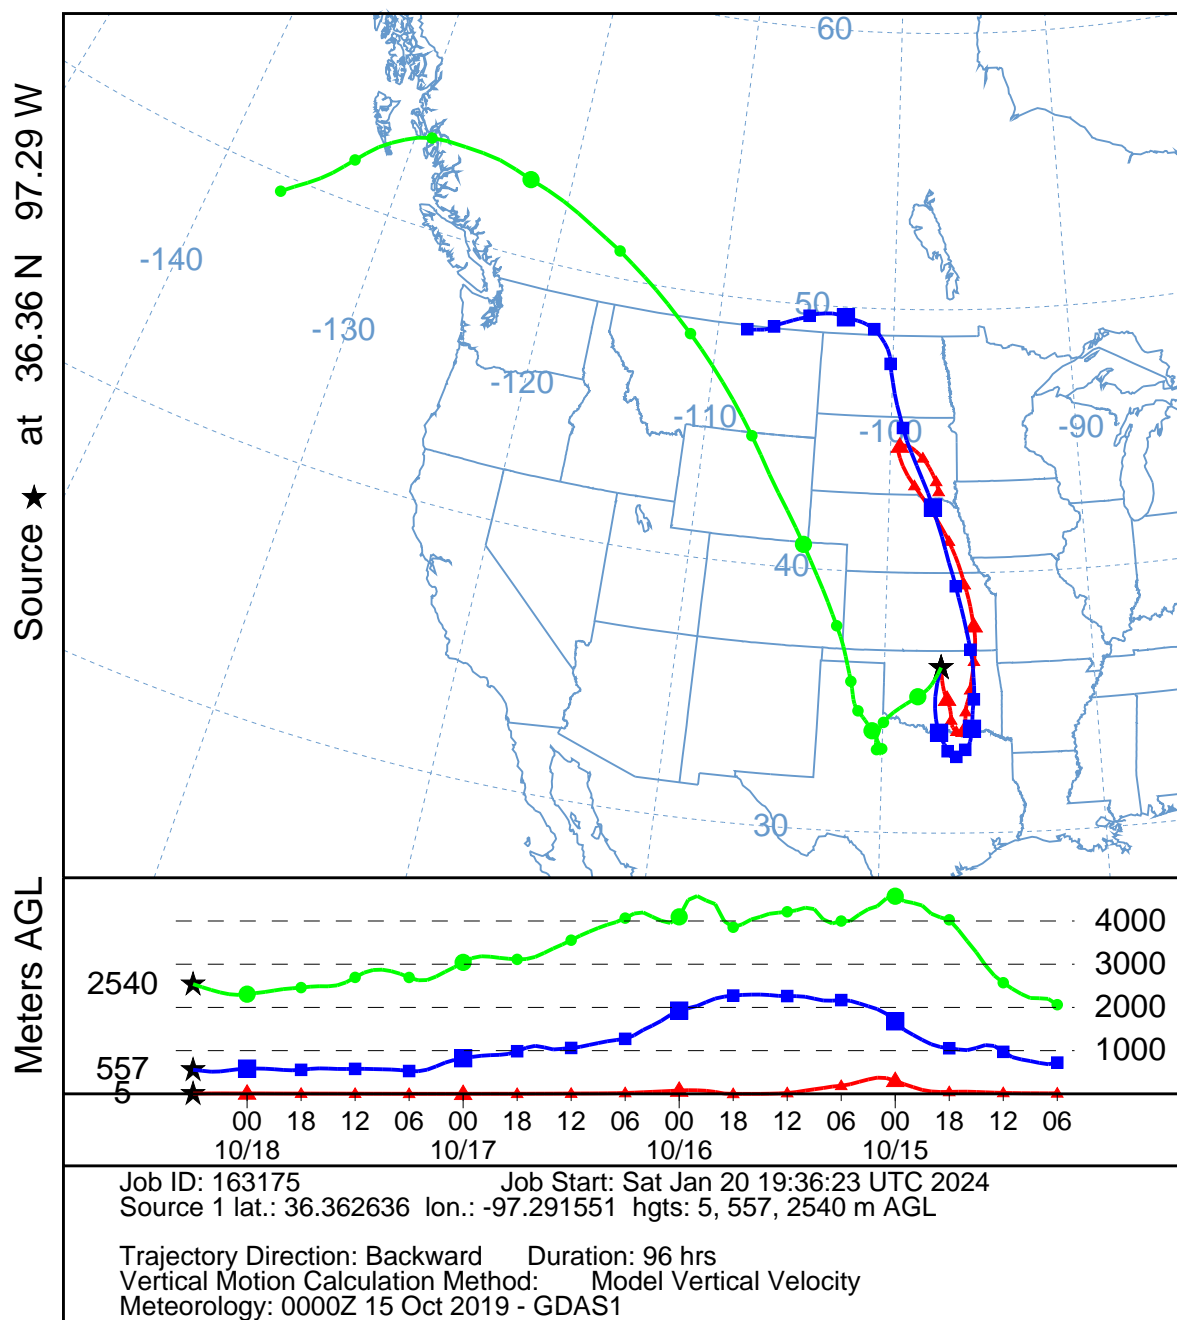 Source ★ at 36.36 N 97.29 W
60
-140
-130
50
-120
-110
-100
-90
40
30
Meters AGL
4000
2540
3000
2000
557
1000
5
00 18 12 06 00 18 12 06 00 18 12 06 00 18 12 06
10/18 10/17 10/16 10/15
Job ID: 163175 Job Start: Sat Jan 20 19:36:23 UTC 2024
Source 1 lat.: 36.362636 lon.: -97.291551 hgts: 5, 557, 2540 m AGL
Trajectory Direction: Backward Duration: 96 hrs
Vertical Motion Calculation Method: Model Vertical Velocity
Meteorology: 0000Z 15 Oct 2019 - GDAS1